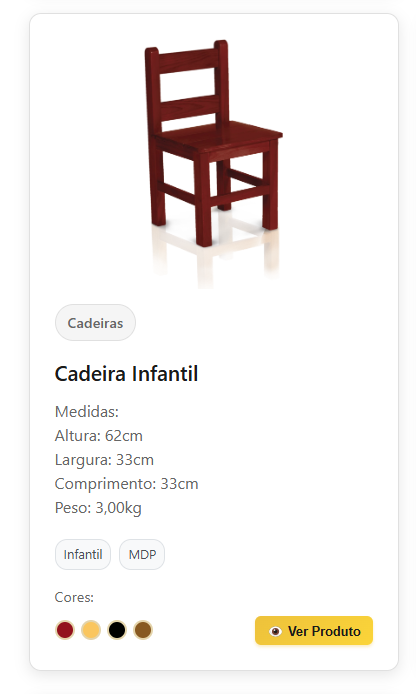 Cadeiras
Cadeira Infantil
Medidas:
Altura: 62cm
Largura: 33cm
Comprimento: 33cm
Peso: 3,00kg
Infantil MDP
Cores:
Ver Produto